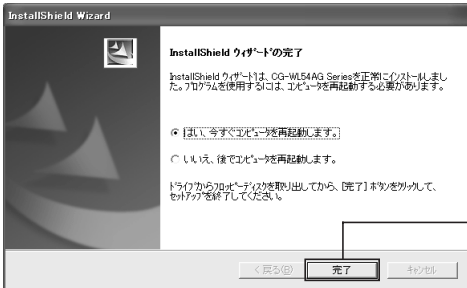 InstallShield Wizard
InstallShield ウィザードの完了
InstallShield ウィザードは、CG-WL54AG Seriesを正常にインストールしまし
た。プログラムを使用するには、コンピュータを再起動する必要があります。
はい、今すぐコンピュータを再起動します。
いいえ、後でコンピュータを再起動します。
ドライブからフロッピーディスクを取り出してから、[完了] ボタンをクリックして、
セットアップを終了してください。
< 戻る(B)
完了
キャンセル